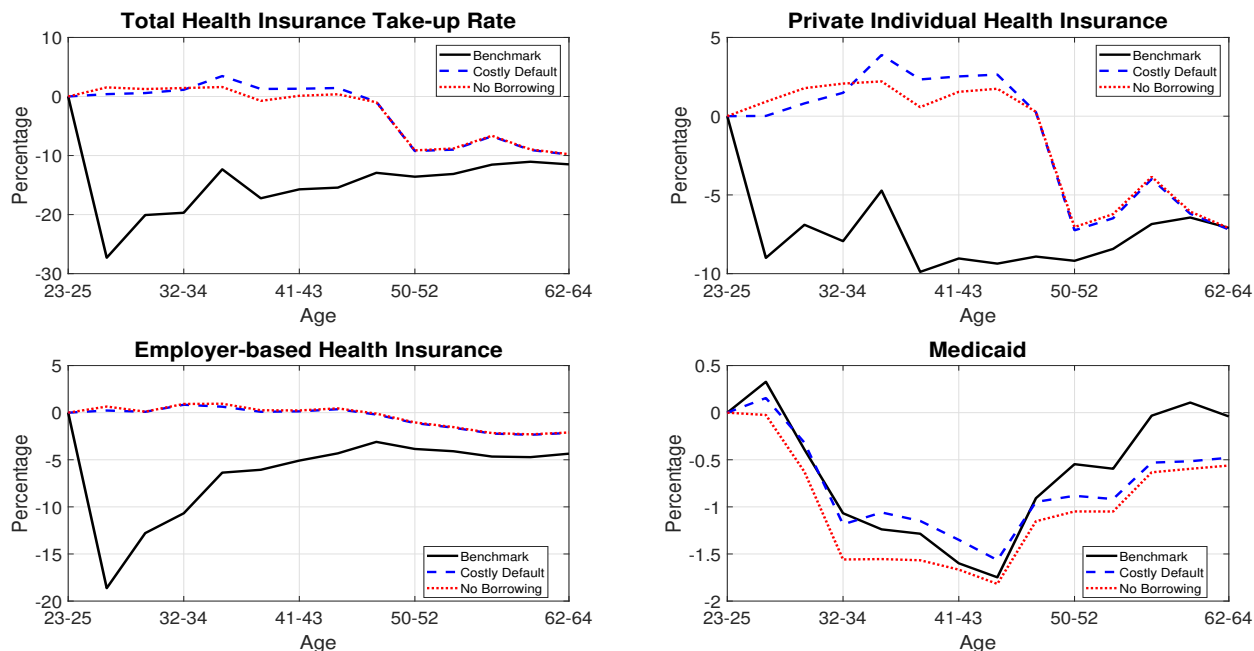 Total Health Insurance Take-up Rate
10
0
-10
-20
-30
Percentage
23-25 32-34 41-43 50-52 62-64
Age
Benchmark
Costly Default
No Borrowing
Private Individual Health Insurance
5
0
-5
-10
Percentage
23-25 32-34 41-43 50-52 62-64
Age
Benchmark
Costly Default
No Borrowing
Employer-based Health Insurance
5
0
-5
-10
-15
-20
Percentage
23-25 32-34 41-43 50-52 62-64
Age
Benchmark
Costly Default
No Borrowing
Medicaid
0.5
0
-0.5
-1
-1.5
-2
Percentage
23-25 32-34 41-43 50-52 62-64
Age
Benchmark
Costly Default
No Borrowing